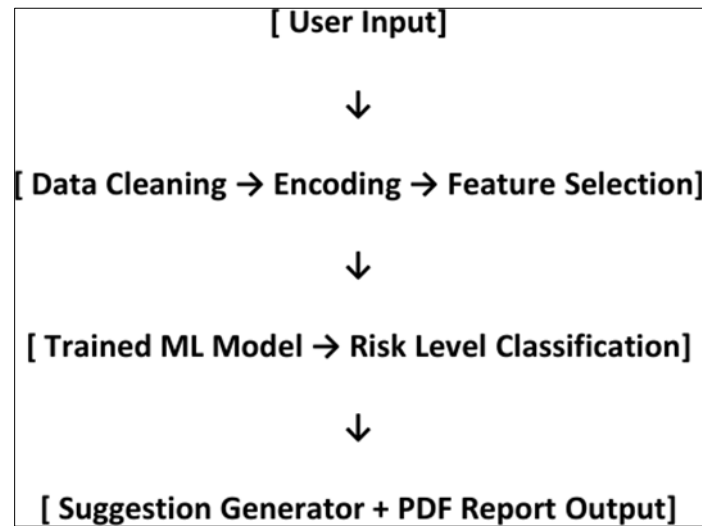 [ User Input]
↓
[ Data Cleaning → Encoding → Feature Selection]
↓
[ Trained ML Model → Risk Level Classification]
↓
[ Suggestion Generator + PDF Report Output]